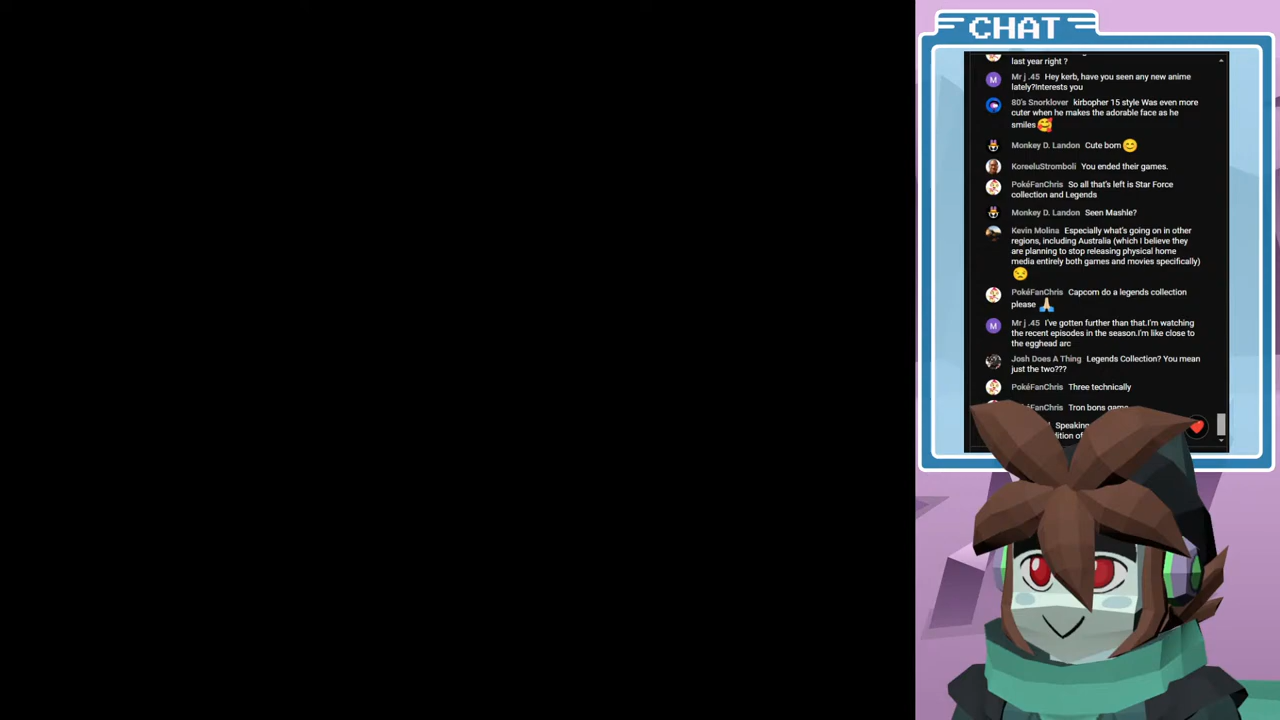 CHAT
last year right ?
Mr j .45 Hey kerb, have you seen any new anime
lately?Interests you
80's Snorklover kirbopher 15 style Was even more
cuter when he makes the adorable face as he
smiles 🥰
Monkey D. Landon Cute bom 😊
KoreeluStromboli You ended their games.
PokéFanChris So all that's left is Star Force
collection and Legends
Monkey D. Landon Seen Mashle?
Kevin Molina Especially what's going on in other
regions, including Australia (which I believe they
are planning to stop releasing physical home
media entirely both games and movies specifically)
😒
PokéFanChris Capcom do a legends collection
please 🙏🏼
Mr j .45 I've gotten further than that.I'm watching
the recent episodes in the season.I'm like close to
the egghead arc
Josh Does A Thing Legends Collection? You mean
just the two???
PokéFanChris Three technically
FanChris Tron bons game
Speaking